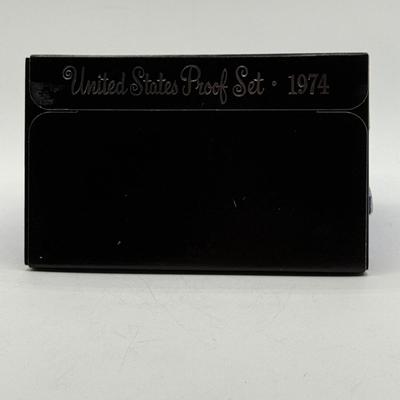 United States Proof Set · 1974